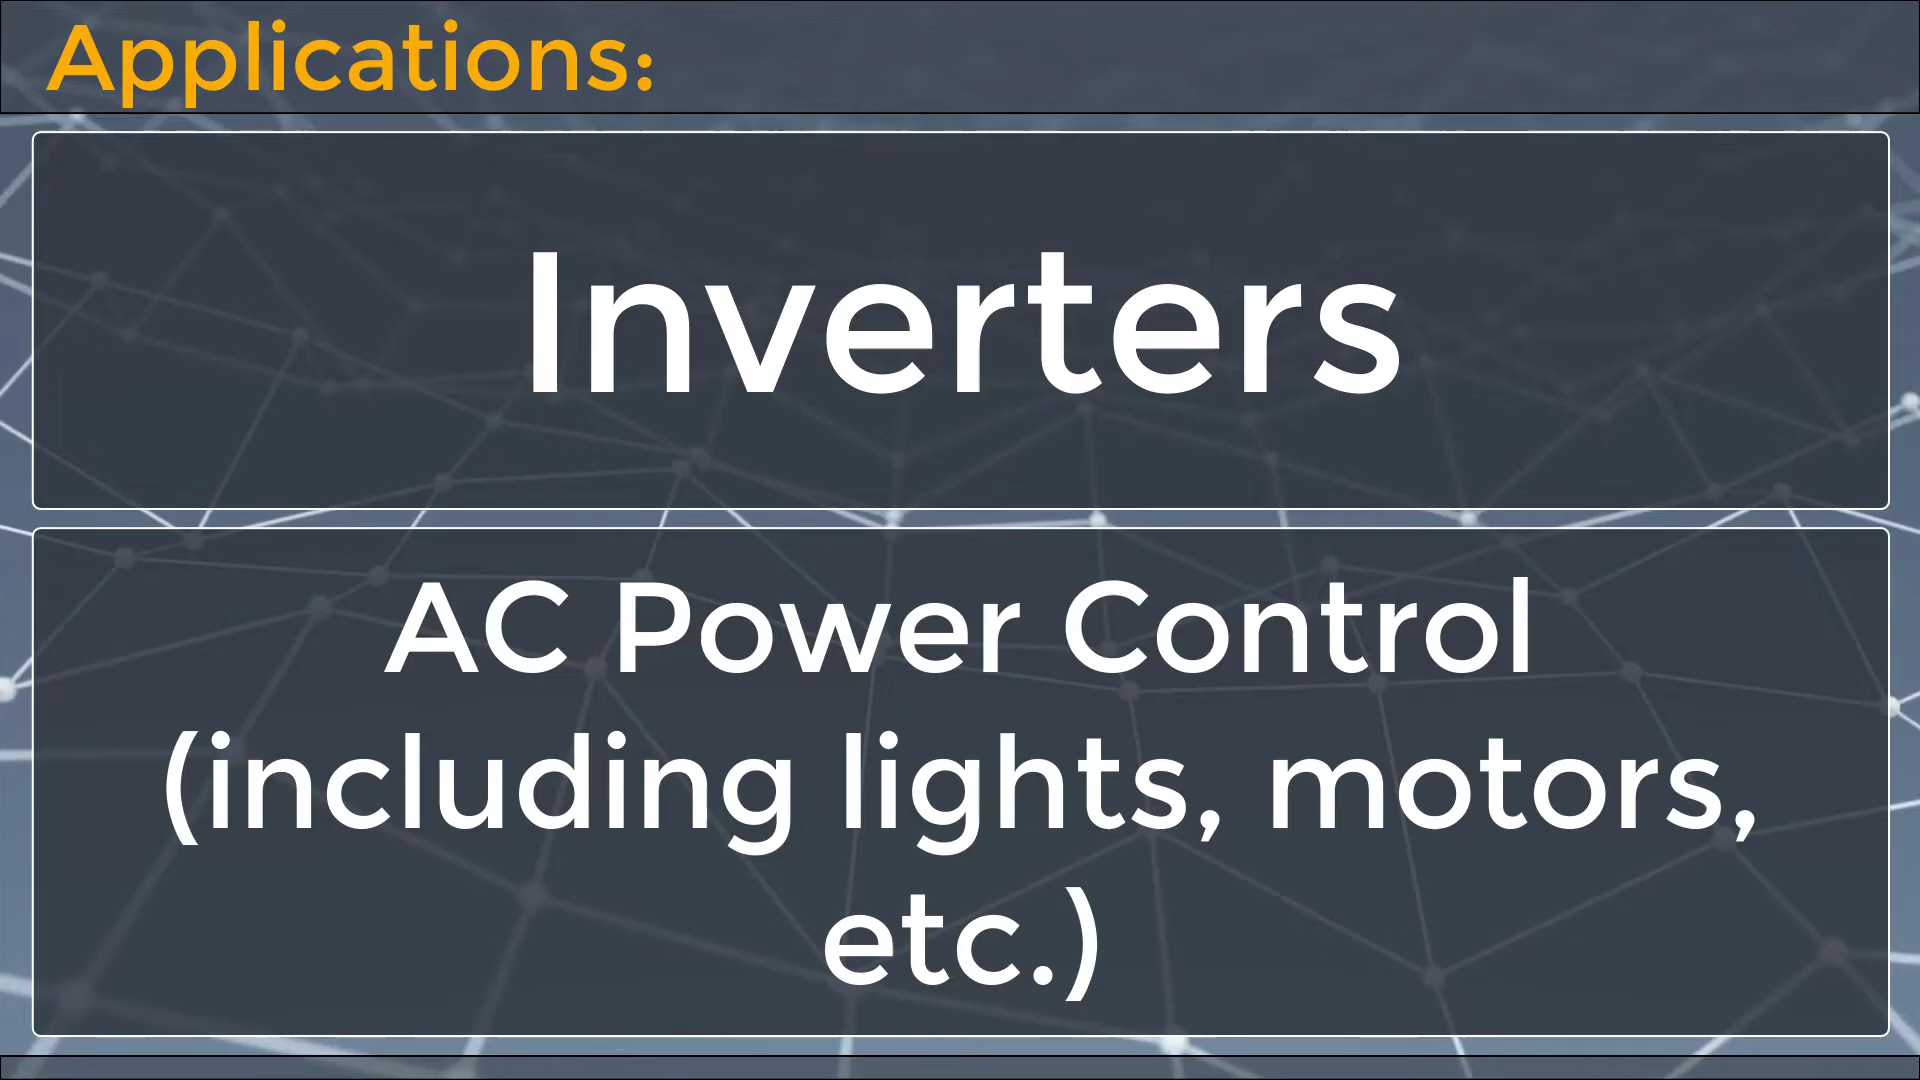 Applications:
Inverters
AC Power Control
(including lights, motors,
etc.)